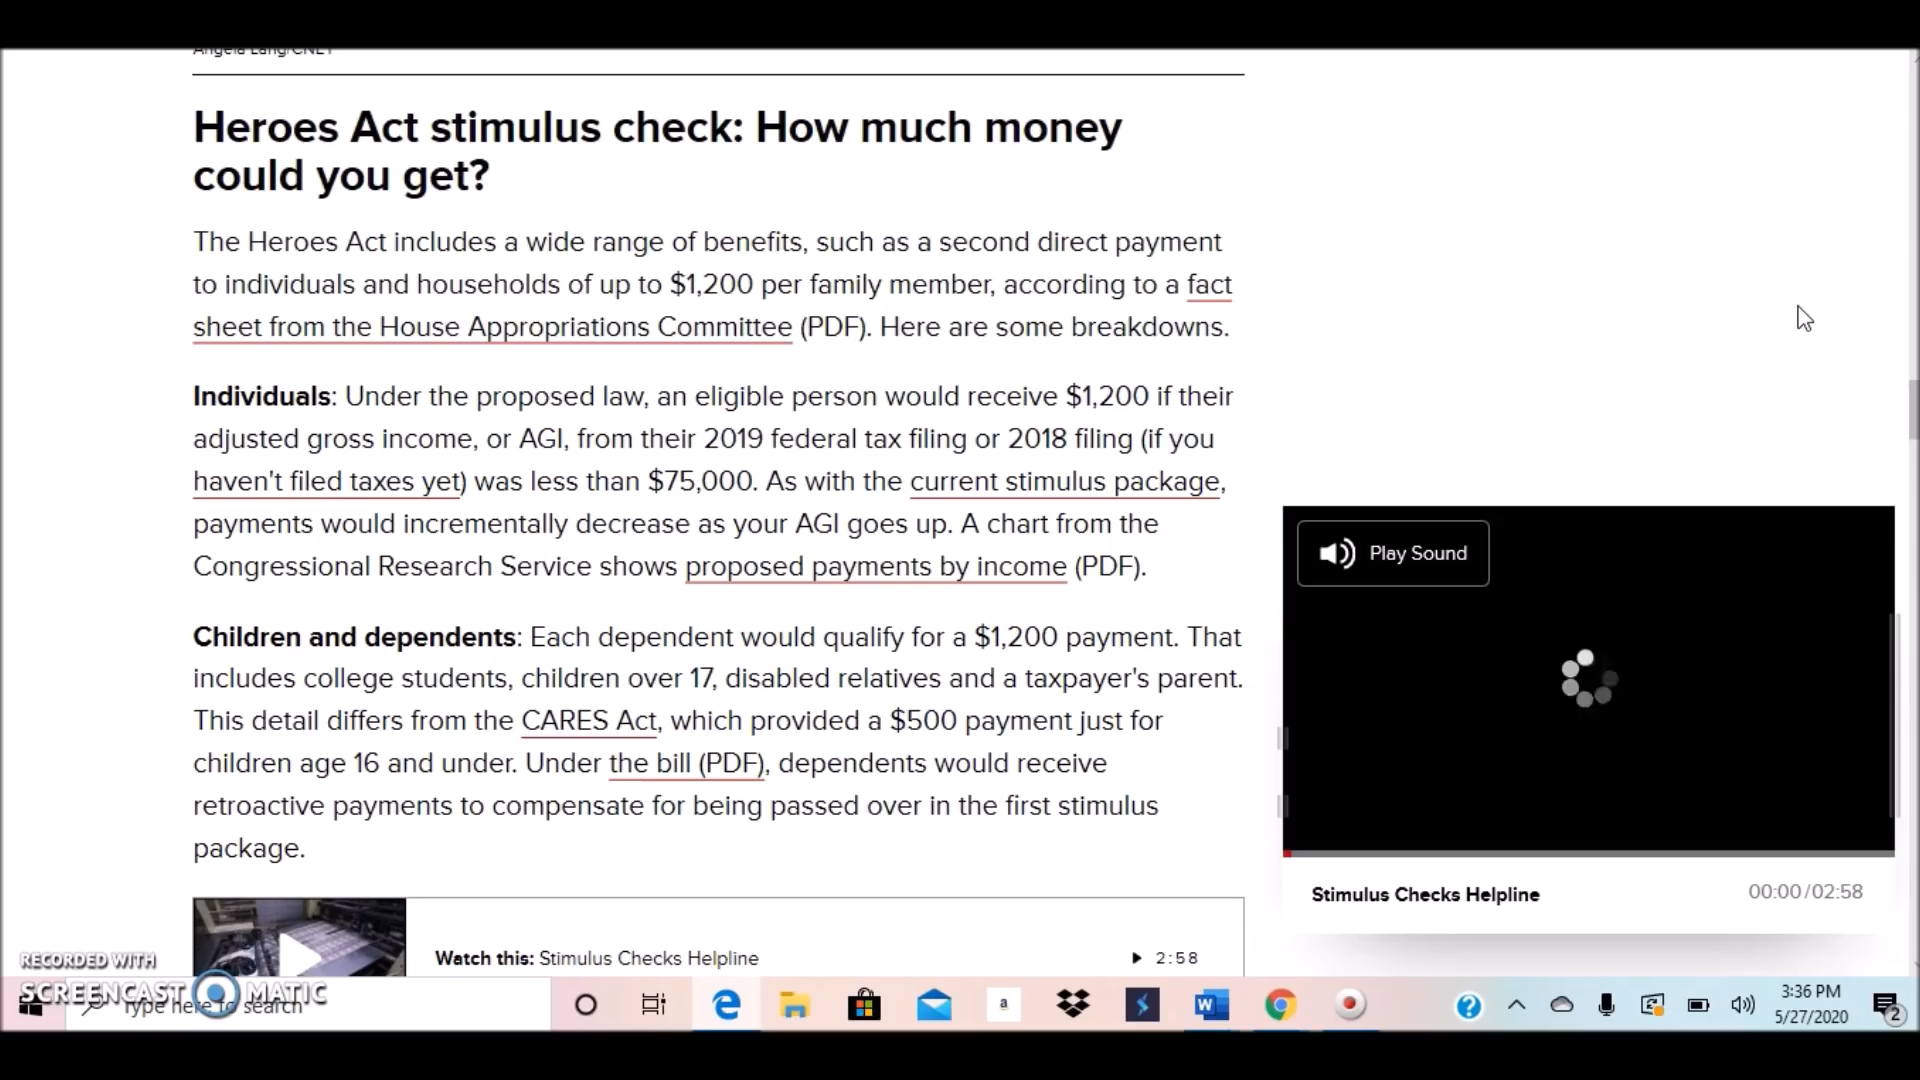 Angela Lang/CNET
Heroes Act stimulus check: How much money
could you get?
The Heroes Act includes a wide range of benefits, such as a second direct payment
to individuals and households of up to $1,200 per family member, according to a fact
sheet from the House Appropriations Committee (PDF). Here are some breakdowns.
Individuals: Under the proposed law, an eligible person would receive $1,200 if their
adjusted gross income, or AGI, from their 2019 federal tax filing or 2018 filing (if you
haven't filed taxes yet) was less than $75,000. As with the current stimulus package,
payments would incrementally decrease as your AGI goes up. A chart from the
Congressional Research Service shows proposed payments by income (PDF).
Children and dependents: Each dependent would qualify for a $1,200 payment. That
includes college students, children over 17, disabled relatives and a taxpayer's parent.
This detail differs from the CARES Act, which provided a $500 payment just for
children age 16 and under. Under the bill (PDF), dependents would receive
retroactive payments to compensate for being passed over in the first stimulus
package.
Watch this: Stimulus Checks Helpline 2:58
Play Sound
Stimulus Checks Helpline 00:00/02:58
RECORDED WITH
SCREENCAST MATIC
Type here to search
a
W
?
3:36 PM
5/27/2020
2